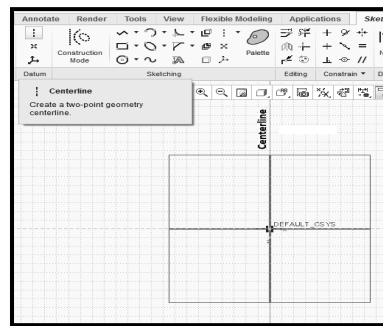 Annotate Render Tools View Flexible Modeling Applications Sket
Construction
Mode
Palette
Datum Sketching Editing Constrain
Centerline
Create a two-point geometry
centerline.
Centerline
DEFAULT_CSYS